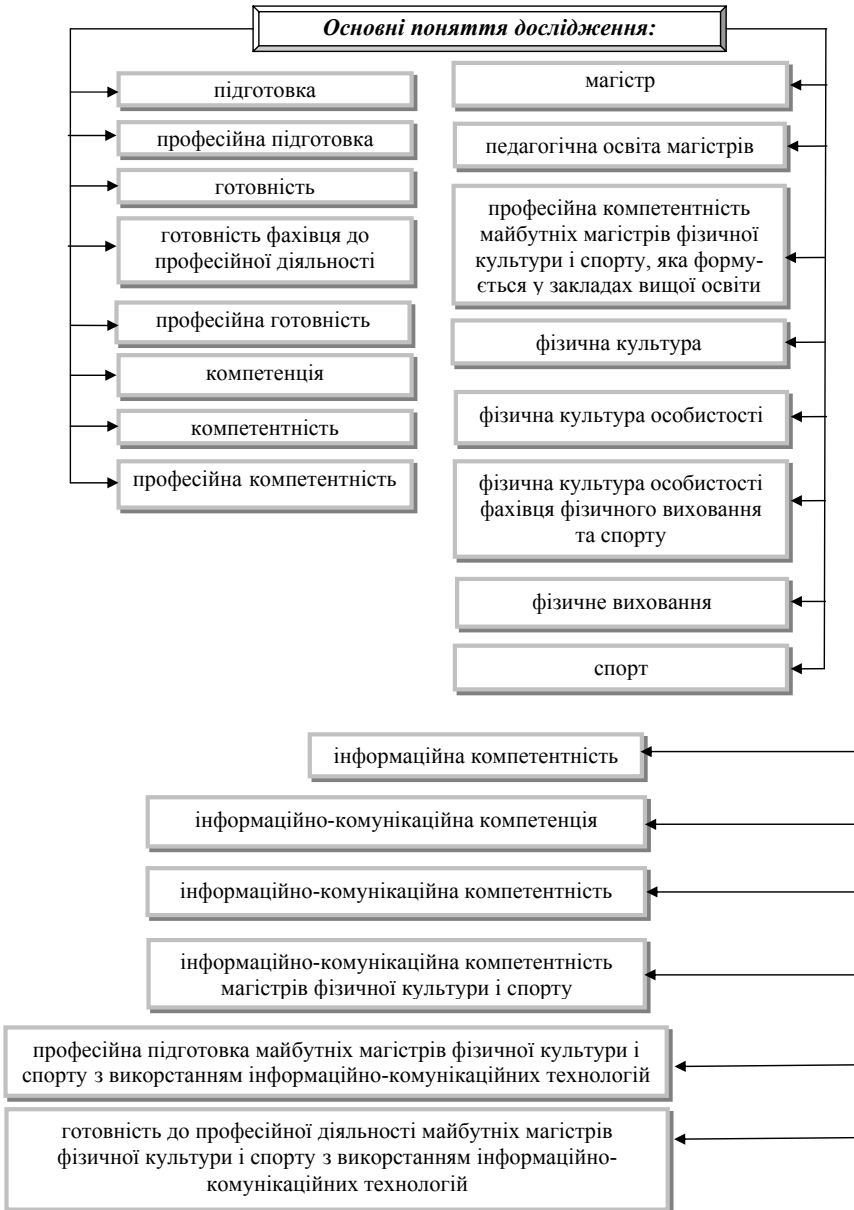 Основні поняття дослідження:
підготовка
професійна підготовка
готовність
готовність фахівця до
професійної діяльності
професійна готовність
компетенція
компетентність
професійна компетентність
магістр
педагогічна освіта магістрів
професійна компетентність
майбутніх магістрів фізичної
культури і спорту, яка форму-
ється у закладах вищої освіти
фізична культура
фізична культура особистості
фізична культура особистості
фахівця фізичного виховання
та спорту
фізичне виховання
спорт
інформаційна компетентність
інформаційно-комунікаційна компетенція
інформаційно-комунікаційна компетентність
інформаційно-комунікаційна компетентність
магістрів фізичної культури і спорту
професійна підготовка майбутніх магістрів фізичної культури і
спорту з викорстанням інформаційно-комунікаційних технологій
готовність до професійної діяльності майбутніх магістрів
фізичної культури і спорту з викорстанням інформаційно-
комунікаційних технологій